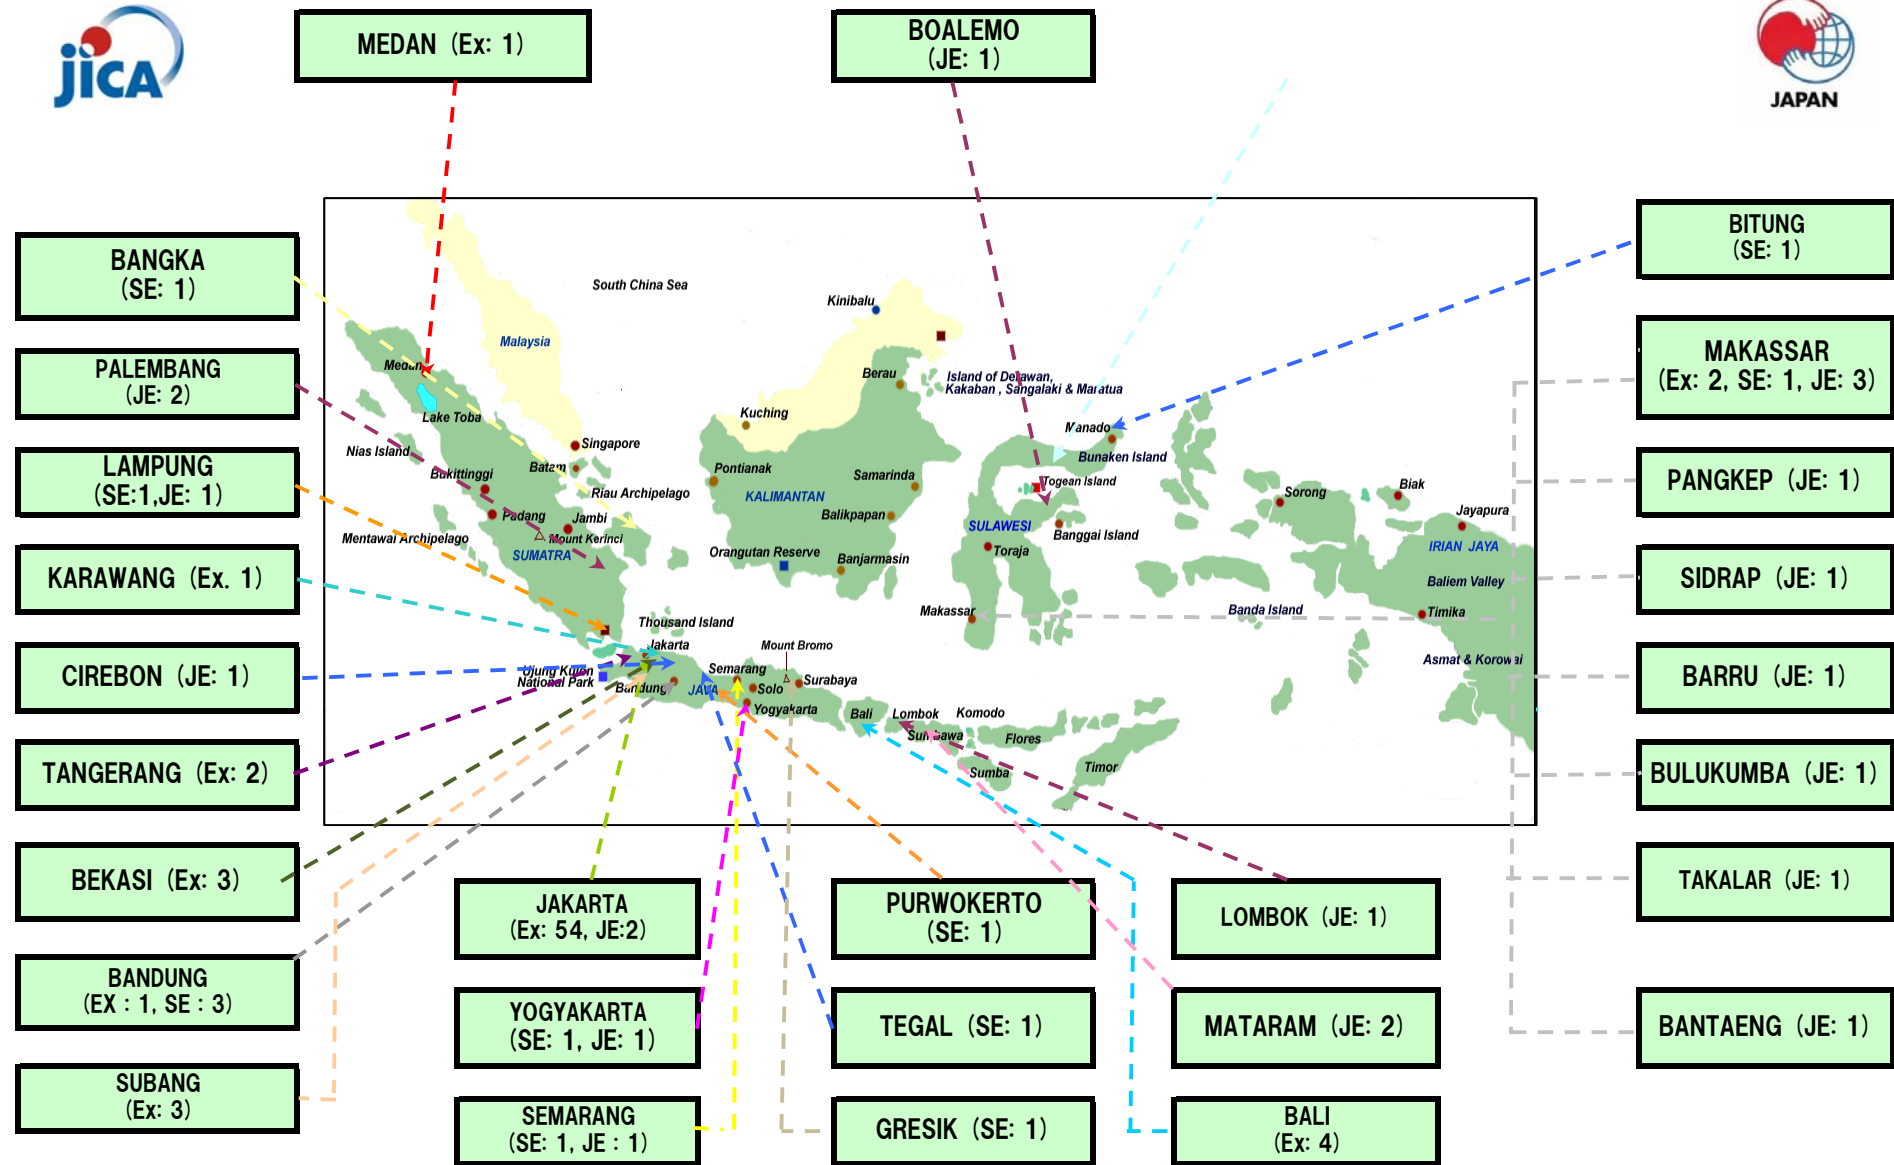 jICA
MEDAN (Ex: 1)
BOALEMO
(JE: 1)
JAPAN
BANGKA
(SE: 1)
PALEMBANG
(JE: 2)
LAMPUNG
(SE:1,JE: 1)
KARAWANG (Ex. 1)
CIREBON (JE: 1)
TANGERANG (Ex: 2)
BEKASI (Ex: 3)
BANDUNG
(EX : 1, SE : 3)
SUBANG
(Ex: 3)
South China Sea
Kinibalu
Malaysia
Medan
Berau
Island of Derawan,
Kakaban , Sangalaki & Maratua
Lake Toba
Kuching
Manado
Nias Island
Singapore
Bunaken Island
Bukittinggi
Batam
Pontianak
Samarinda
Togean Island
Riau Archipelago
KALIMANTAN
Sorong
Biak
Padang
Jambi
Balikpapan
SULAWESI
Jayapura
Mentawai Archipelago
Mount Kerinci
Banggai Island
SUMATRA
Orangutan Reserve
Banjarmasin
Toraja
IRIAN JAYA
Baliem Valley
Makassar
Banda Island
Timika
Thousand Island
Jakarta
Mount Bromo
Asmat & Korowai
Ujung Kulon
National Park
Semarang
Bandung
JAVA
Solo
Surabaya
Yogyakarta
Bali
Lombok
Komodo
Sumbawa
Flores
Sumba
Timor
BITUNG
(SE: 1)
MAKASSAR
(Ex: 2, SE: 1, JE: 3)
PANGKEP (JE: 1)
SIDRAP (JE: 1)
BARRU (JE: 1)
BULUKUMBA (JE: 1)
TAKALAR (JE: 1)
BANTAENG (JE: 1)
JAKARTA
(Ex: 54, JE:2)
PURWOKERTO
(SE: 1)
LOMBOK (JE: 1)
YOGYAKARTA
(SE: 1, JE: 1)
TEGAL (SE: 1)
MATARAM (JE: 2)
SEMARANG
(SE: 1, JE : 1)
GRESIK (SE: 1)
BALI
(Ex: 4)